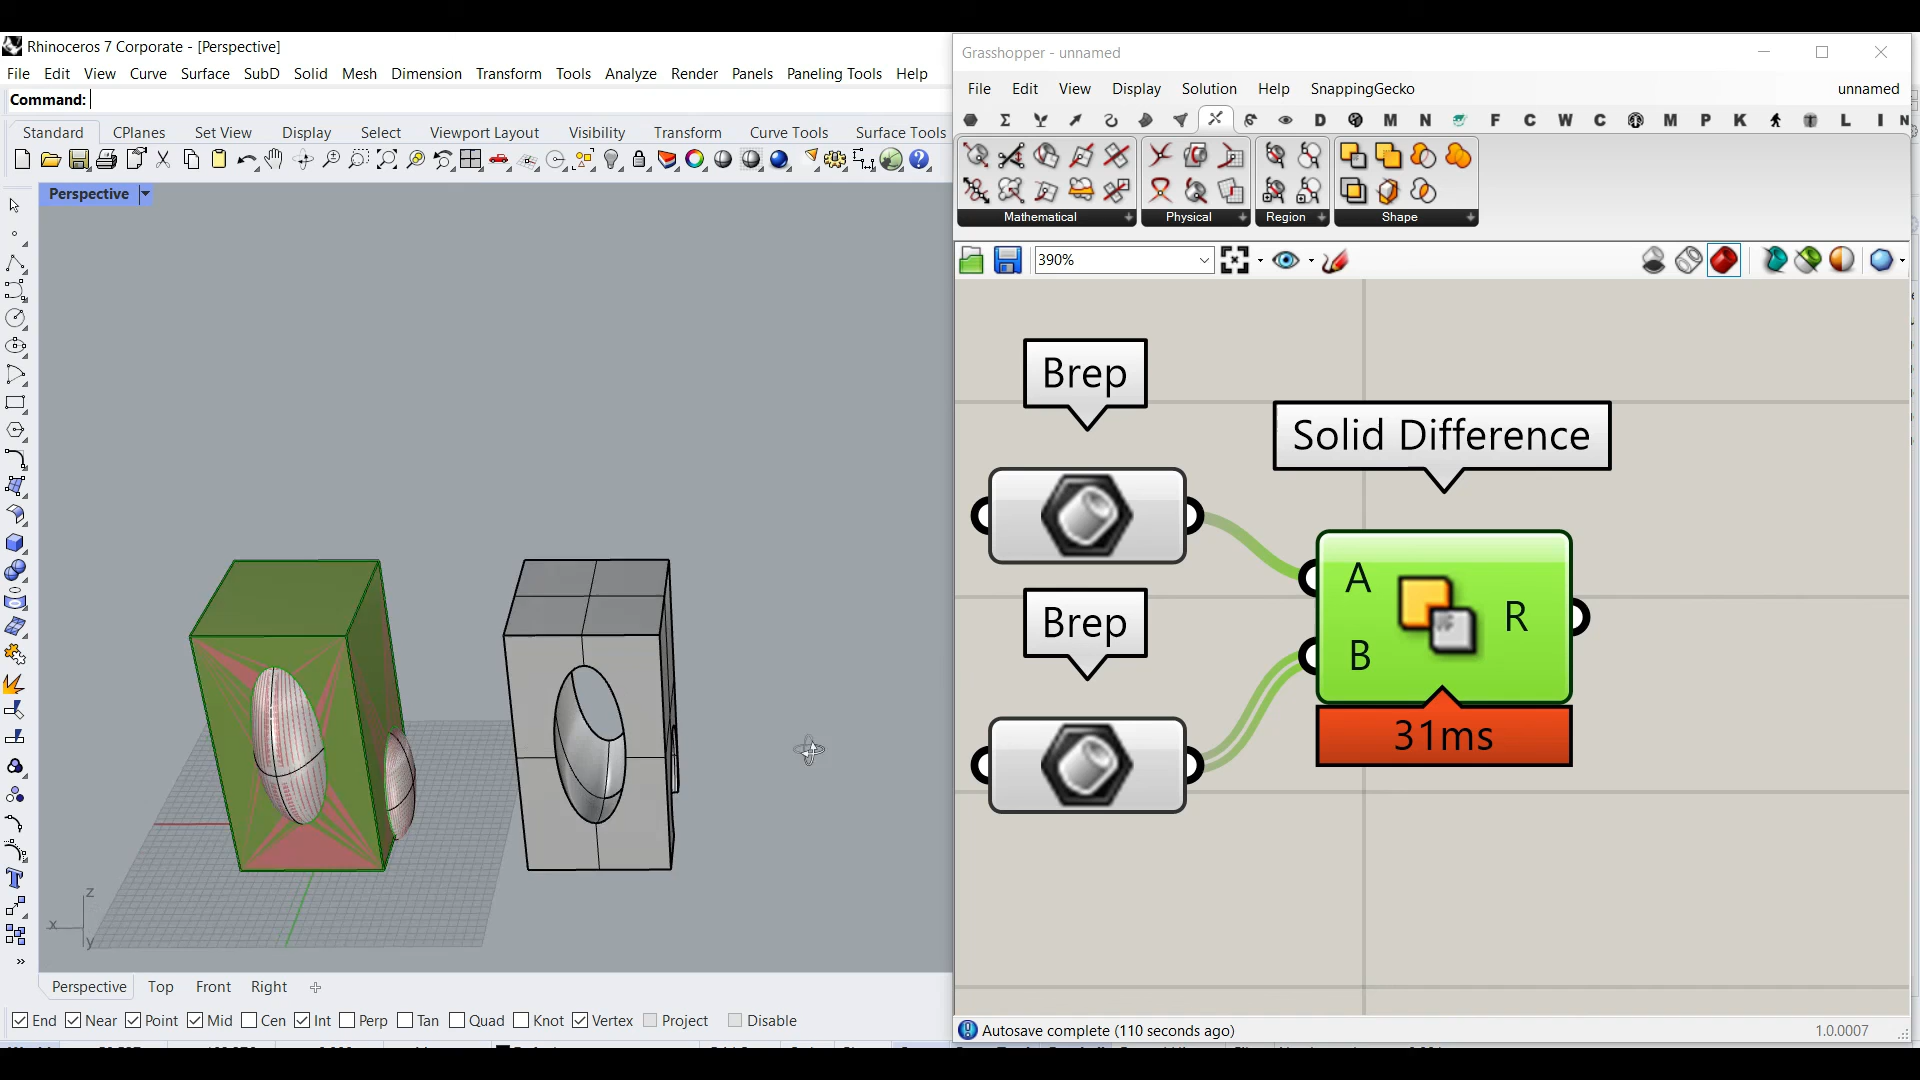 Rhinoceros 7 Corporate - [Perspective]
File Edit View Curve Surface SubD Solid Mesh Dimension Transform Tools Analyze Render Panels Paneling Tools Help
Command:
Standard CPlanes Set View Display Select Viewport Layout Visibility Transform Curve Tools Surface Tools
Perspective
z
x
y
Perspective Top Front Right
End Near Point Mid Cen Int Perp Tan Quad Knot Vertex Project Disable
Grasshopper - unnamed
File Edit View Display Solution Help SnappingGecko unnamed
D M N F C W C M P K L I N
Mathematical Physical Region Shape
390%
Brep
Solid Difference
Brep
A
B
R
31ms
Autosave complete (110 seconds ago) 1.0.0007